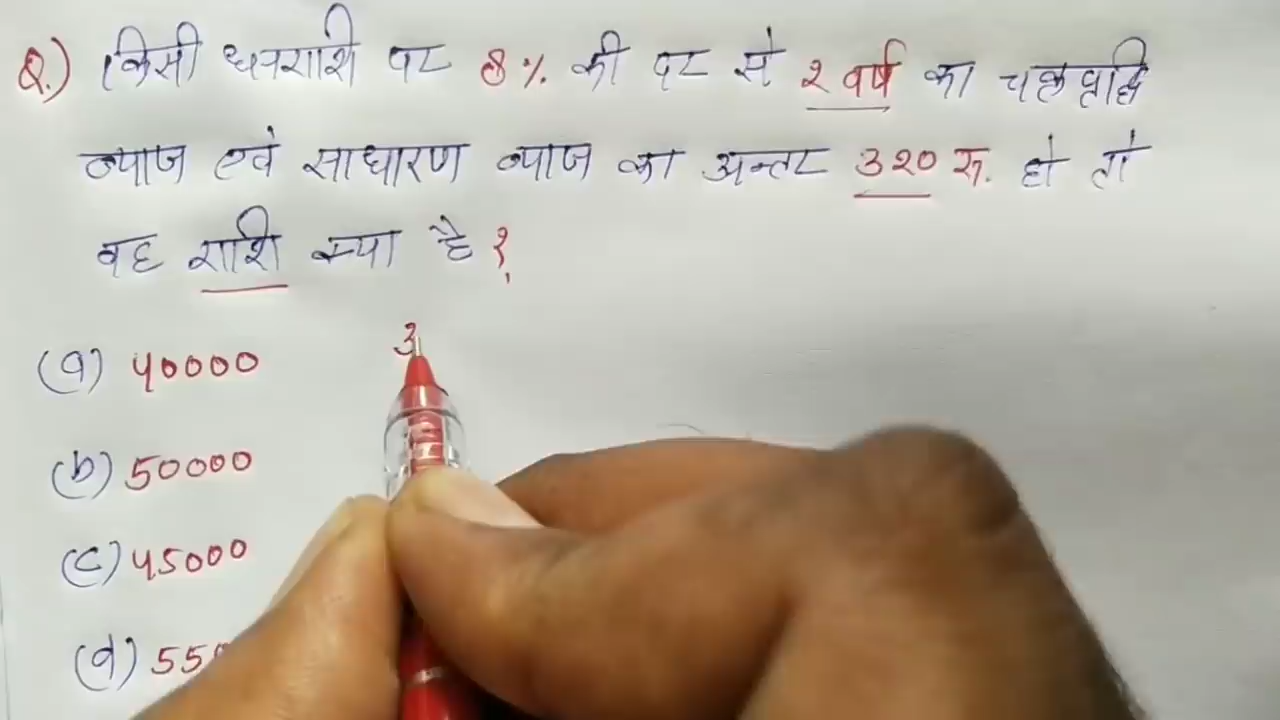 Q.) किसी धनराशि पर 8% की दर से 2 वर्ष का चक्रवृद्धि
ब्याज एवं साधारण ब्याज का अन्तर 320 रू. हो तो
वह राशि क्या है ?
3
(a) 40000
(b) 50000
(c) 45000
(d) 55